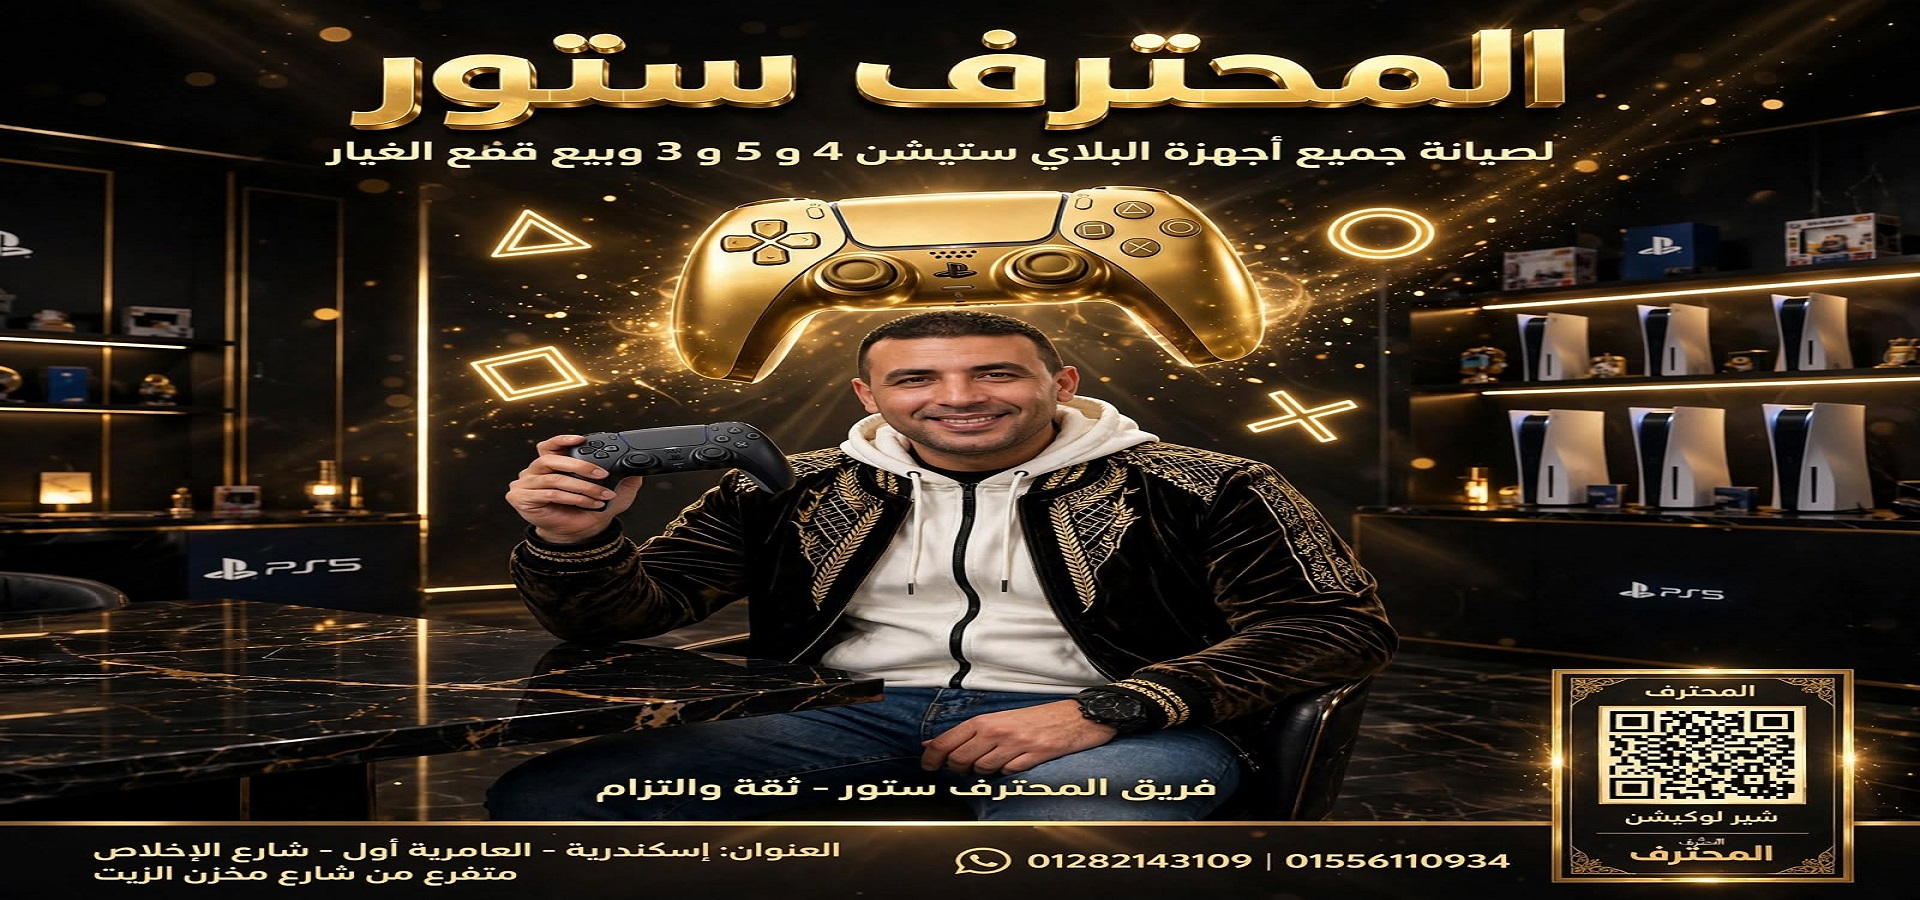 المحترف ستور
لصيانة جميع أجهزة البلاي ستيشن 4 و 5 و 3 وبيع قفع الغيار
PS5
PS5
فريق المحترف ستور - ثقة والتزام
المحترف
شير لوكيشن
المحترف
العنوان: إسكندرية - العامرية أول - شارع الإخلاص
متفرع من شارع مخزن الزيت
01282143109 | 01556110934